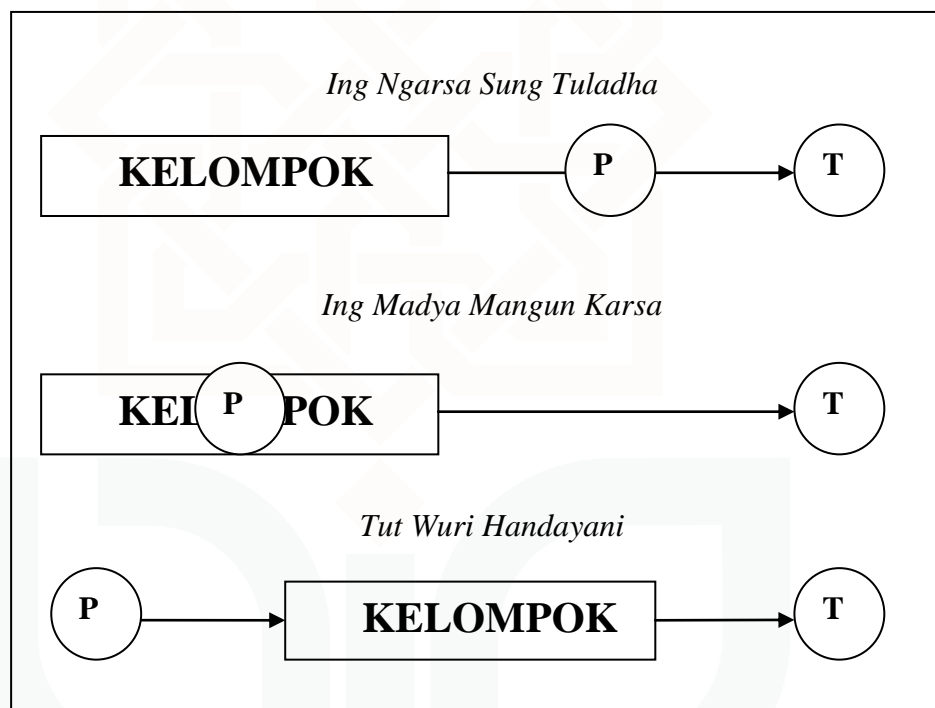 Ing Ngarsa Sung Tuladha
KELOMPOK P T
Ing Madya Mangun Karsa
KEL P POK T
Tut Wuri Handayani
P KELOMPOK T